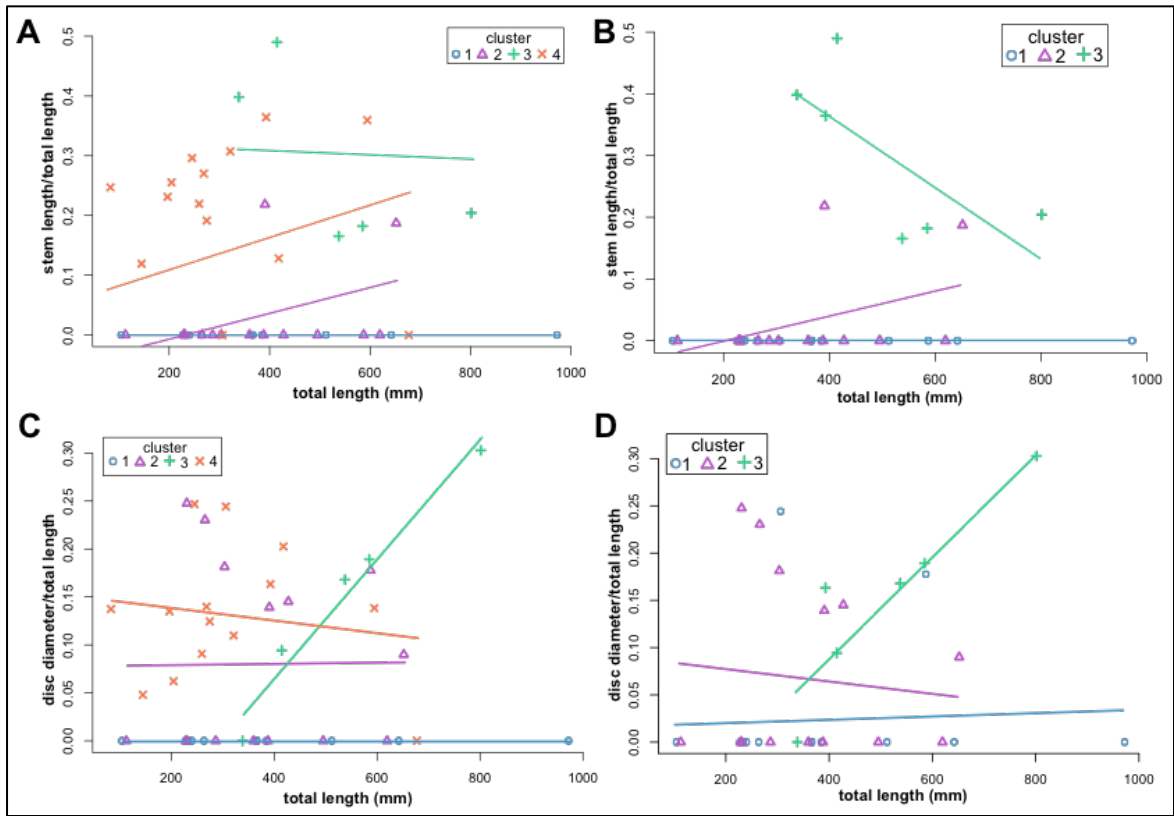 A
cluster
1 2 3 4
stem length/total length
0.0 0.1 0.2 0.3 0.4 0.5
200 400 600 800 1000
total length (mm)
B
cluster
1 2 3
stem length/total length
0.0 0.1 0.2 0.3 0.4 0.5
200 400 600 800 1000
total length (mm)
C
cluster
1 2 3 4
disc diameter/total length
0.00 0.05 0.10 0.15 0.20 0.25 0.30
200 400 600 800 1000
total length (mm)
D
cluster
1 2 3
disc diameter/total length
0.00 0.05 0.10 0.15 0.20 0.25 0.30
200 400 600 800 1000
total length (mm)